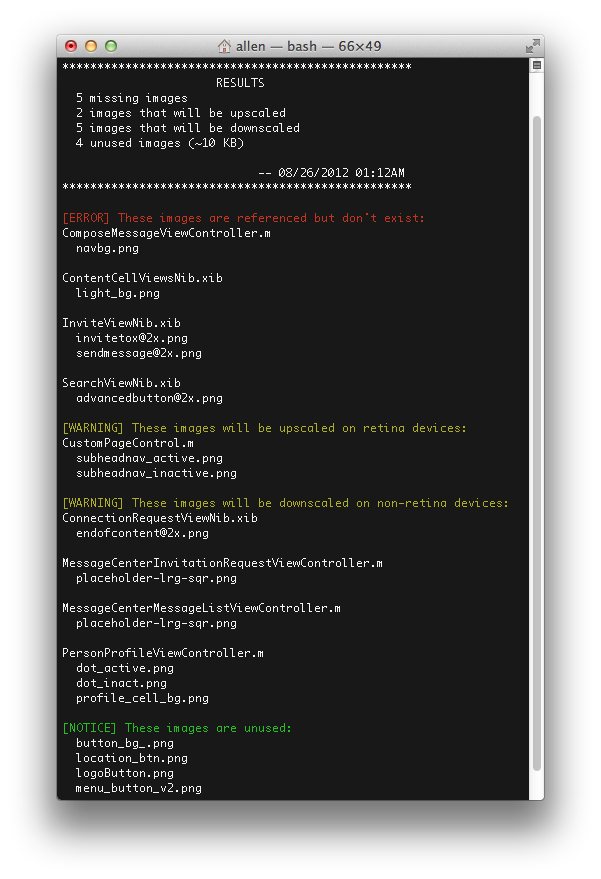 allen — bash — 66×49
**************************************************
RESULTS
5 missing images
2 images that will be upscaled
5 images that will be downscaled
4 unused images (~10 KB)
-- 08/26/2012 01:12AM
**************************************************
[ERROR] These images are referenced but don't exist:
ComposeMessageViewController.m
navbg.png
ContentCellViewsNib.xib
light_bg.png
InviteViewNib.xib
invitetox@2x.png
sendmessage@2x.png
SearchViewNib.xib
advancedbutton@2x.png
[WARNING] These images will be upscaled on retina devices:
CustomPageControl.m
subheadnav_active.png
subheadnav_inactive.png
[WARNING] These images will be downscaled on non-retina devices:
ConnectionRequestViewNib.xib
endofcontent@2x.png
MessageCenterInvitationRequestViewController.m
placeholder-lrg-sqr.png
MessageCenterMessageListViewController.m
placeholder-lrg-sqr.png
PersonProfileViewController.m
dot_active.png
dot_inact.png
profile_cell_bg.png
[NOTICE] These images are unused:
button_bg_.png
location_btn.png
logoButton.png
menu_button_v2.png